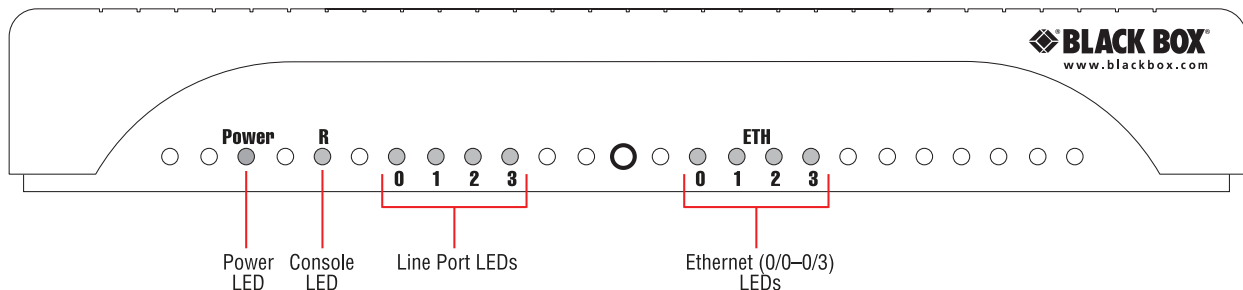 BLACK BOX®
www.blackbox.com
Power R ETH
0 1 2 3 0 1 2 3
Power LED
Console LED
Line Port LEDs
Ethernet (0/0–0/3) LEDs